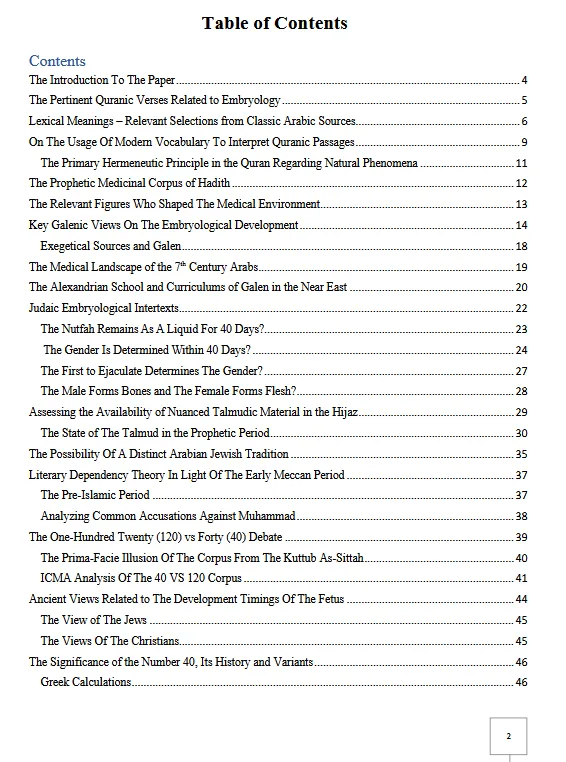 Table of Contents
Contents
The Introduction To The Paper 4
The Pertinent Quranic Verses Related to Embryology 5
Lexical Meanings – Relevant Selections from Classic Arabic Sources 6
On The Usage Of Modern Vocabulary To Interpret Quranic Passages 9
The Primary Hermeneutic Principle in the Quran Regarding Natural Phenomena 11
The Prophetic Medicinal Corpus of Hadith 12
The Relevant Figures Who Shaped The Medical Environment 13
Key Galenic Views On The Embryological Development 14
Exegetical Sources and Galen 18
The Medical Landscape of the 7th Century Arabs 19
The Alexandrian School and Curriculums of Galen in the Near East 20
Judaic Embryological Intertexts 22
The Nutfah Remains As A Liquid For 40 Days? 23
The Gender Is Determined Within 40 Days? 24
The First to Ejaculate Determines The Gender? 27
The Male Forms Bones and The Female Forms Flesh? 28
Assessing the Availability of Nuanced Talmudic Material in the Hijaz 29
The State of The Talmud in the Prophetic Period 30
The Possibility Of A Distinct Arabian Jewish Tradition 35
Literary Dependency Theory In Light Of The Early Meccan Period 37
The Pre-Islamic Period 37
Analyzing Common Accusations Against Muhammad 38
The One-Hundred Twenty (120) vs Forty (40) Debate 39
The Prima-Facie Illusion Of The Corpus From The Kuttub As-Sittah 40
ICMA Analysis Of The 40 VS 120 Corpus 41
Ancient Views Related to The Development Timings Of The Fetus 44
The View of The Jews 45
The Views Of The Christians 45
The Significance of the Number 40, Its History and Variants 46
Greek Calculations 46
2